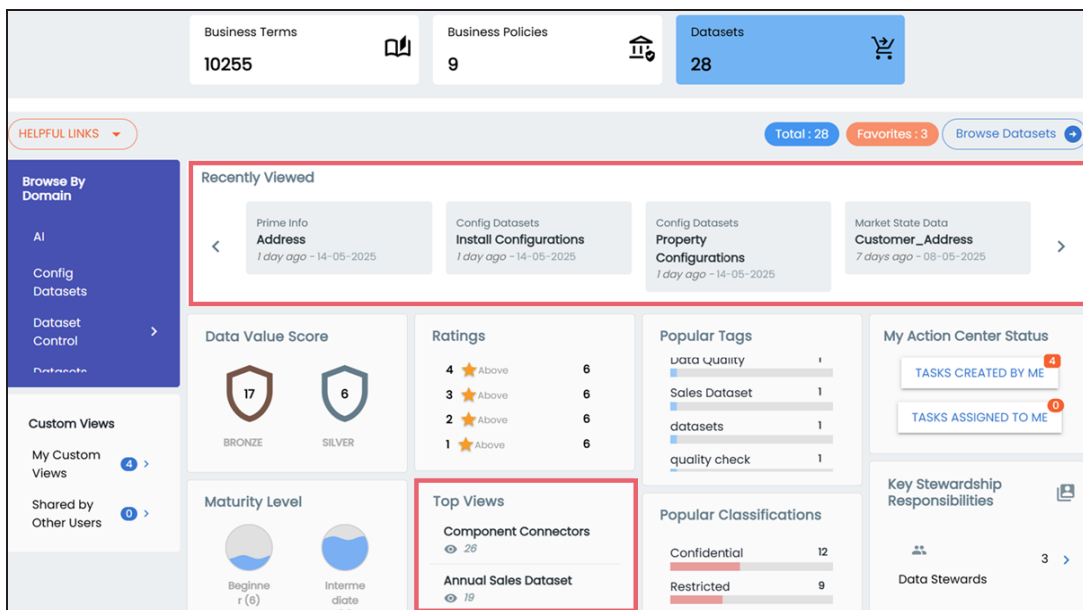 Business Terms
10255
Business Policies
9
Datasets
28
HELPFUL LINKS
Total : 28
Favorites : 3
Browse Datasets
Browse By
Domain
AI
Config
Datasets
Dataset
Control
Datasets
Custom Views
My Custom
Views
4
Shared by
Other Users
0
Recently Viewed
Prime Info
Address
1 day ago - 14-05-2025
Config Datasets
Install Configurations
1 day ago - 14-05-2025
Config Datasets
Property
Configurations
1 day ago - 14-05-2025
Market State Data
Customer_Address
7 days ago - 08-05-2025
Data Value Score
17
BRONZE
6
SILVER
Ratings
4 Above 6
3 Above 6
2 Above 6
1 Above 6
Popular Tags
Data Quality 1
Sales Dataset 1
datasets 1
quality check 1
My Action Center Status
TASKS CREATED BY ME
4
TASKS ASSIGNED TO ME
0
Maturity Level
Beginne
r (6)
Interme
diate
Top Views
Component Connectors
26
Annual Sales Dataset
19
Popular Classifications
Confidential 12
Restricted 9
Key Stewardship
Responsibilities
Data Stewards
3